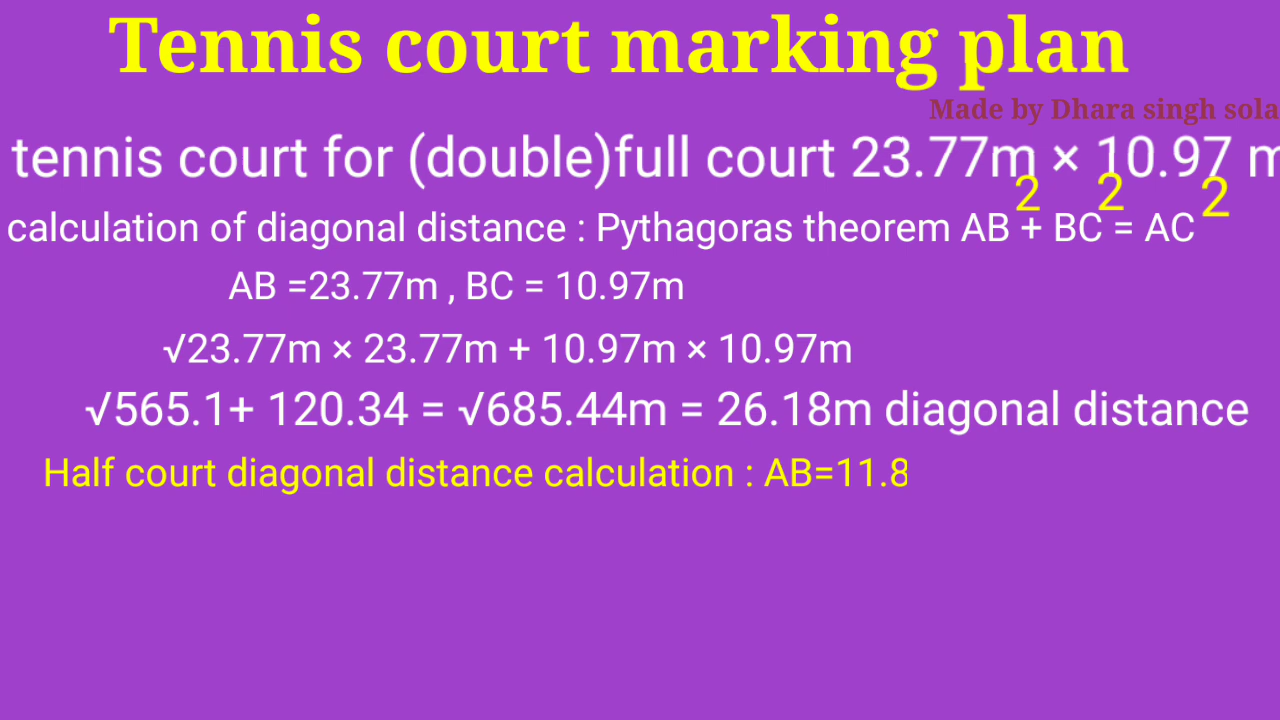 Tennis court marking plan
Made by Dhara singh sola
tennis court for (double)full court 23.77m × 10.97 m
2 2 2
calculation of diagonal distance : Pythagoras theorem AB + BC = AC
AB =23.77m , BC = 10.97m
√23.77m × 23.77m + 10.97m × 10.97m
√565.1+ 120.34 = √685.44m = 26.18m diagonal distance
Half court diagonal distance calculation : AB=11.8